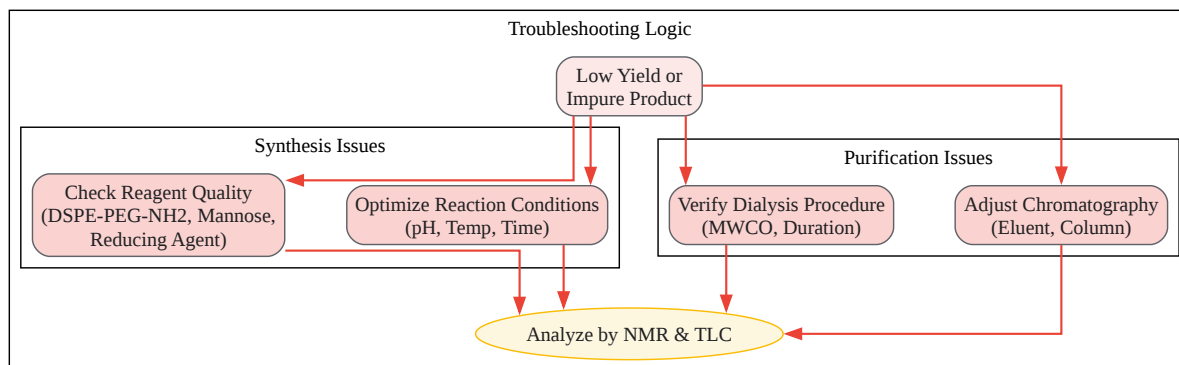 Troubleshooting Logic
Low Yield or
Impure Product
Synthesis Issues
Check Reagent Quality
(DSPE-PEG-NH2, Mannose,
Reducing Agent)
Optimize Reaction Conditions
(pH, Temp, Time)
Purification Issues
Verify Dialysis Procedure
(MWCO, Duration)
Adjust Chromatography
(Eluent, Column)
Analyze by NMR & TLC